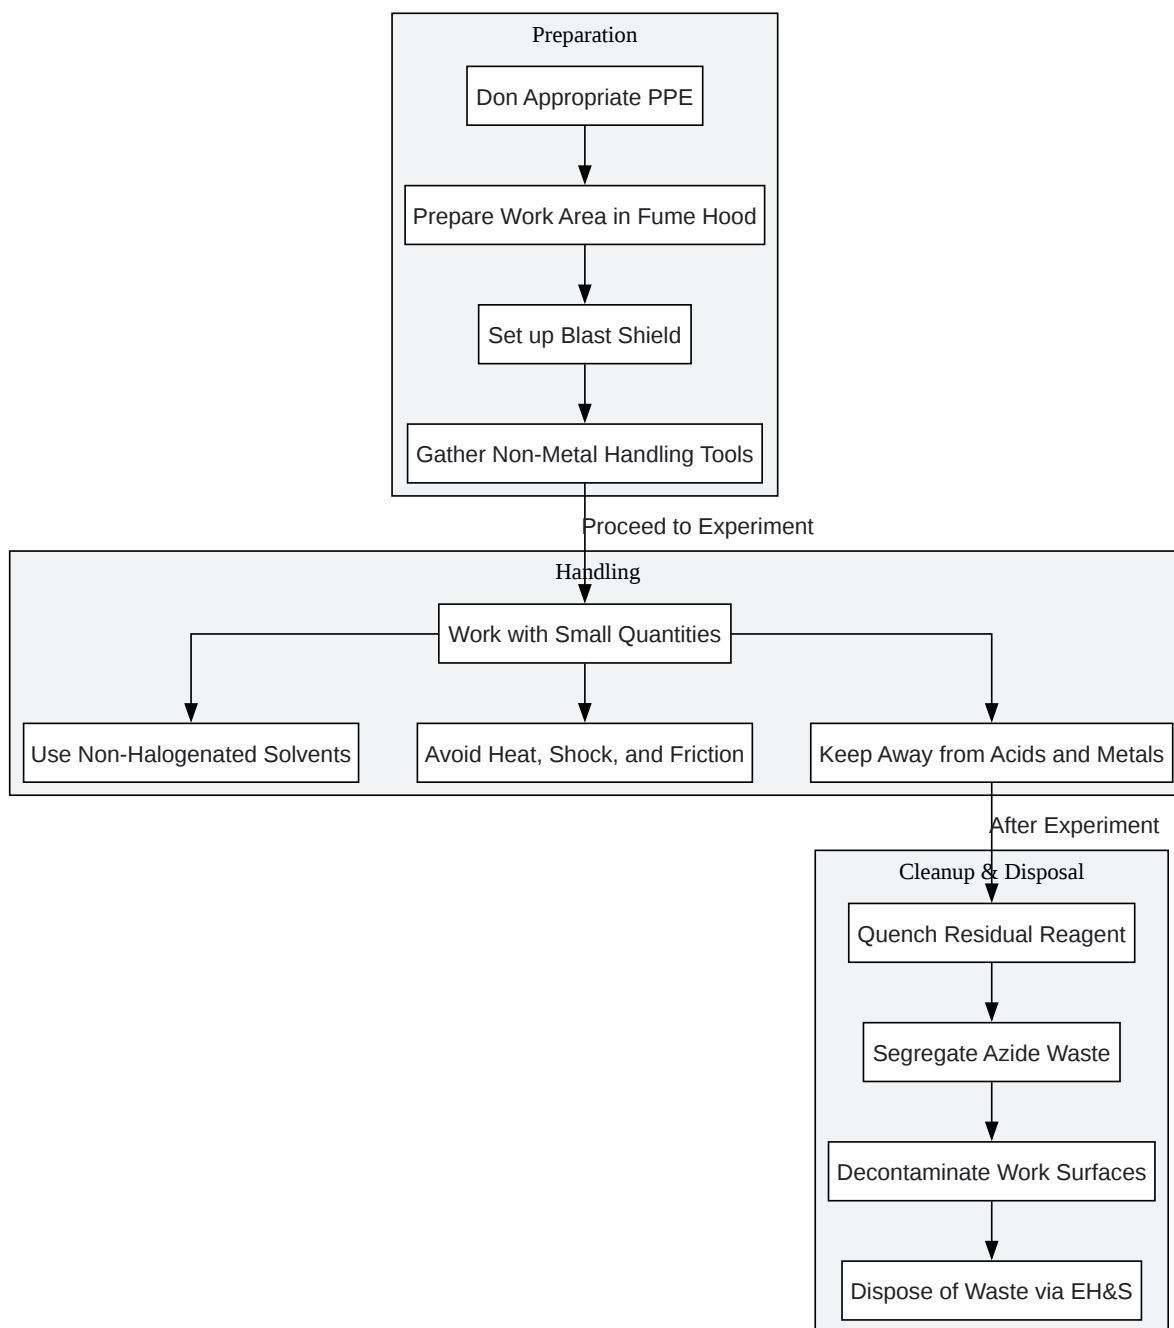 Preparation
Don Appropriate PPE
Prepare Work Area in Fume Hood
Set up Blast Shield
Gather Non-Metal Handling Tools
Proceed to Experiment
Handling
Work with Small Quantities
Use Non-Halogenated Solvents
Avoid Heat, Shock, and Friction
Keep Away from Acids and Metals
After Experiment
Cleanup & Disposal
Quench Residual Reagent
Segregate Azide Waste
Decontaminate Work Surfaces
Dispose of Waste via EH&S